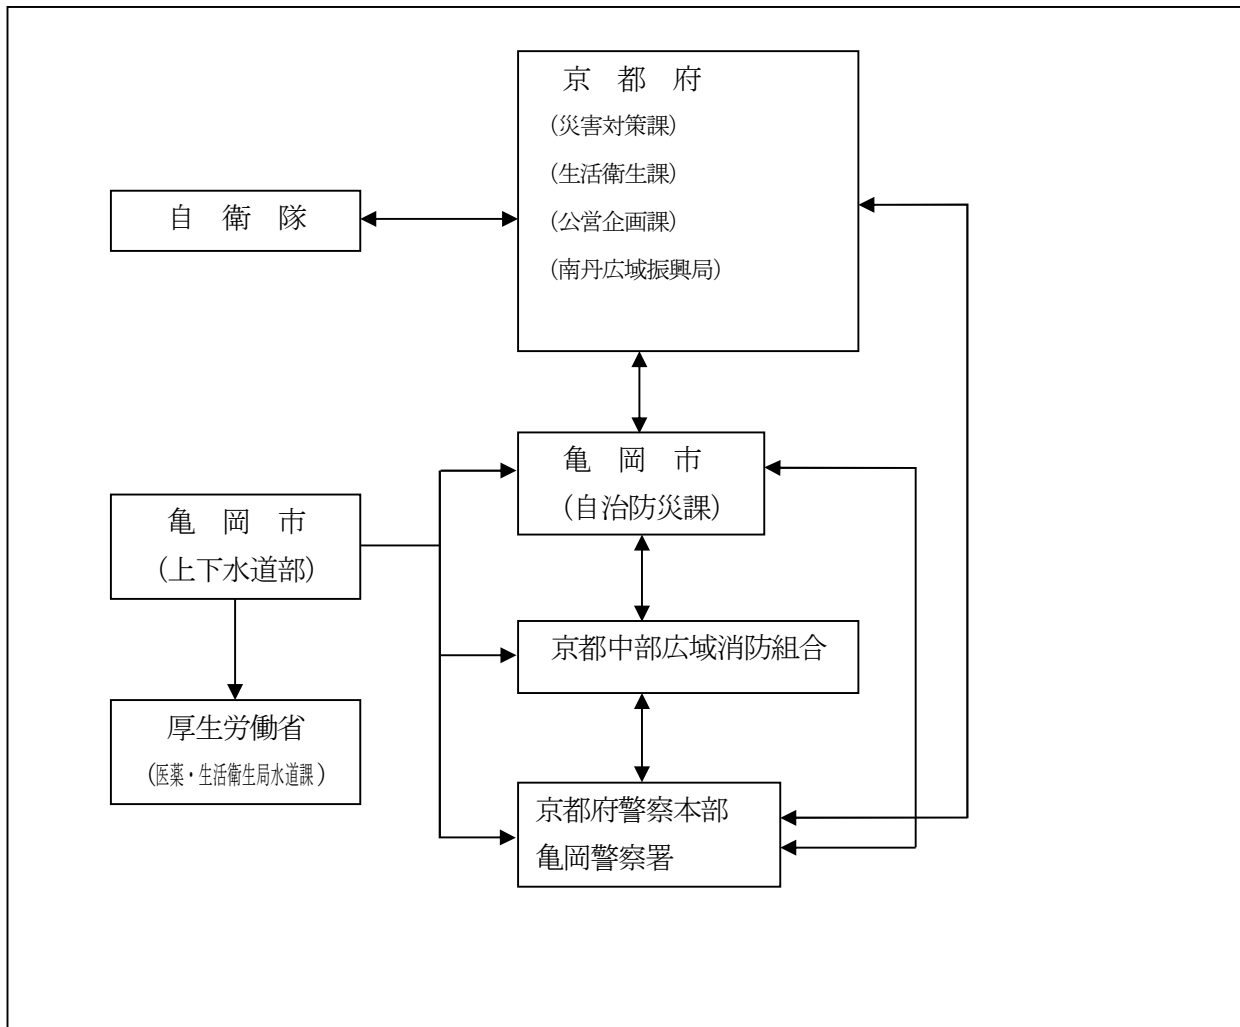 京　都　府
（災害対策課）
（生活衛生課）
（公営企画課）
（南丹広域振興局）
自　衛　隊
亀　岡　市
（自治防災課）
亀　岡　市
（上下水道部）
京都中部広域消防組合
厚生労働省
（医薬・生活衛生局水道課）
京都府警察本部
亀岡警察署